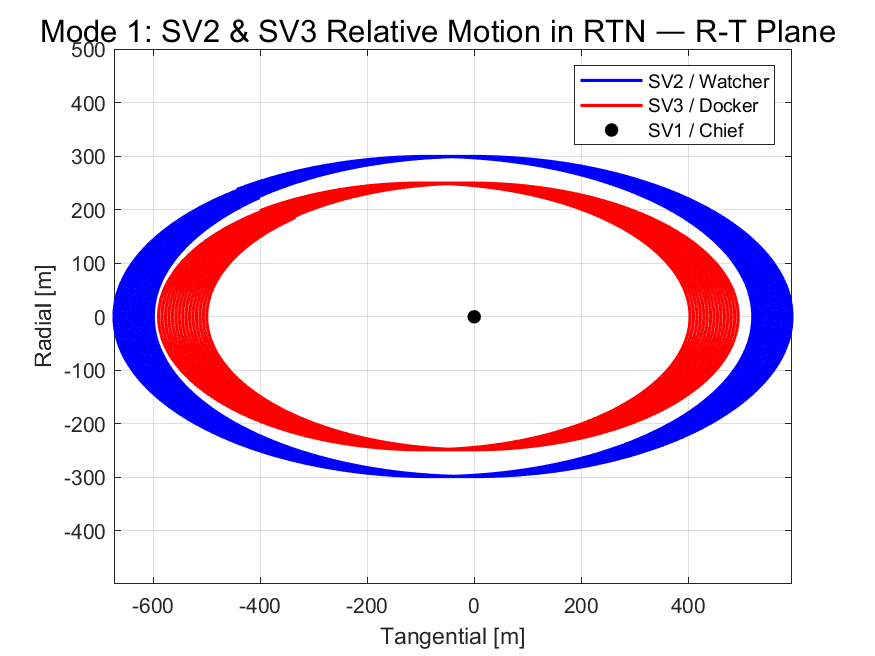 Mode 1: SV2 & SV3 Relative Motion in RTN — R-T Plane
500
400
300
200
100
0
-100
-200
-300
-400
Radial [m]
SV2 / Watcher
SV3 / Docker
SV1 / Chief
-600
-400
-200
0
200
400
Tangential [m]